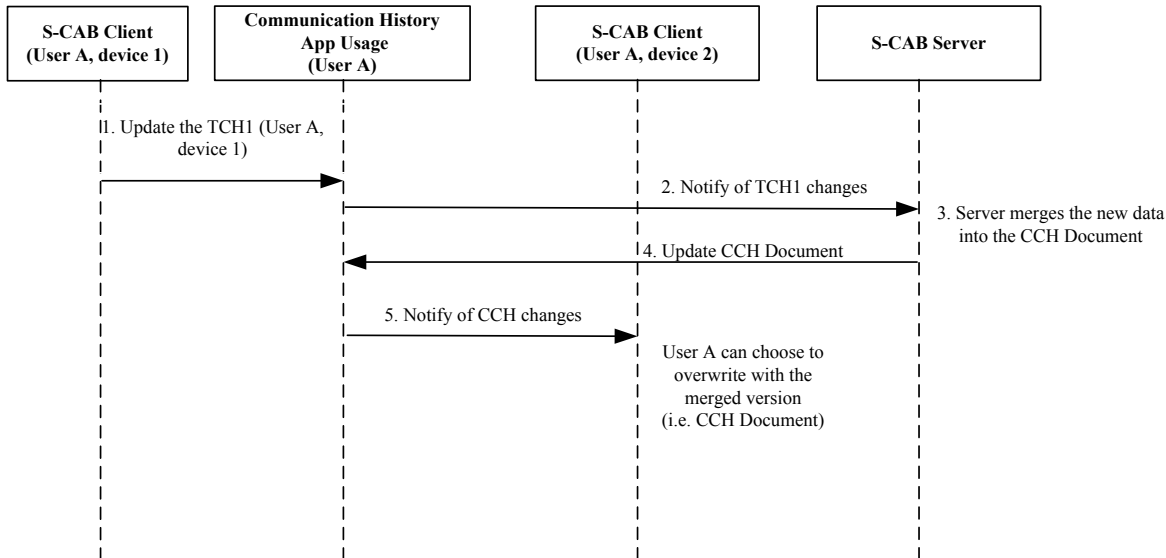 S-CAB Client
(User A, device 1)
Communication History
App Usage
(User A)
S-CAB Client
(User A, device 2)
S-CAB Server
1. Update the TCH1 (User A,
device 1)
2. Notify of TCH1 changes
3. Server merges the new data
into the CCH Document
4. Update CCH Document
5. Notify of CCH changes
User A can choose to
overwrite with the
merged version
(i.e. CCH Document)